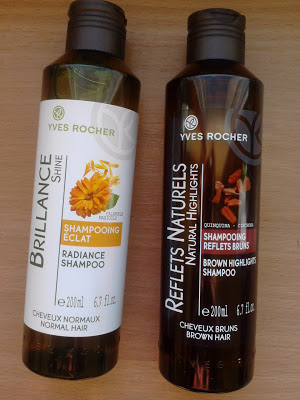 YVES ROCHER
BRILLANCE
SHINE
CALENDULA
SHAMPOOING
ÉCLAT
RADIANCE
SHAMPOO
e200ml 6.7 fl.oz
CHEVEUX NORMAUX
NORMAL HAIR
YVES ROCHER
REFLETS NATURELS
NATURAL HIGHLIGHTS
QUINQUINA
SHAMPOOING
REFLETS BRUNS
BROWN HIGHLIGHTS
SHAMPOO
e200ml 6.7 fl.oz
CHEVEUX BRUNS
BROWN HAIR